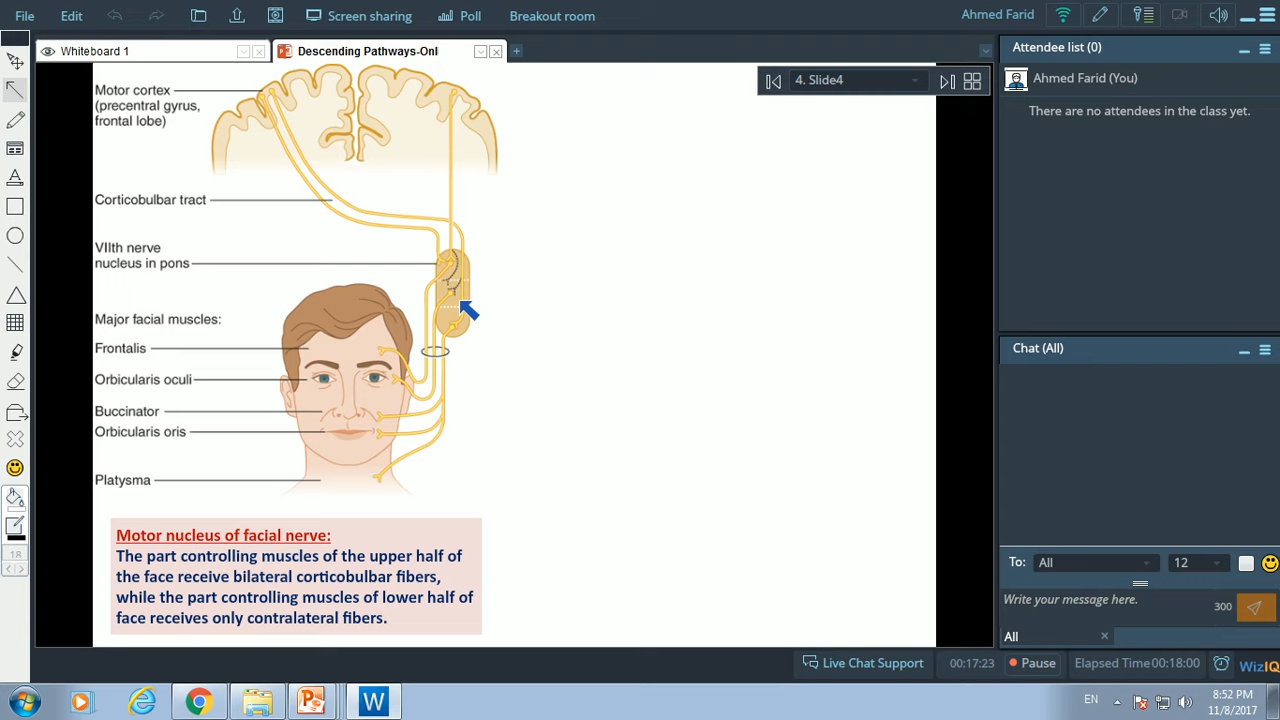 File Edit Screen sharing Poll Breakout room Ahmed Farid
Whiteboard 1 Descending Pathways-Onl
4. Slide4
Motor cortex
(precentral gyrus,
frontal lobe)
Corticobulbar tract
VIIth nerve
nucleus in pons
Major facial muscles:
Frontalis
Orbicularis oculi
Buccinator
Orbicularis oris
Platysma
Motor nucleus of facial nerve:
The part controlling muscles of the upper half of
the face receive bilateral corticobulbar fibers,
while the part controlling muscles of lower half of
face receives only contralateral fibers.
Attendee list (0)
Ahmed Farid (You)
There are no attendees in the class yet.
Chat (All)
To: All 12
Write your message here. 300
All
Live Chat Support 00:17:23 Pause Elapsed Time 00:18:00 WizIQ
1R
EN 8:52 PM
11/8/2017